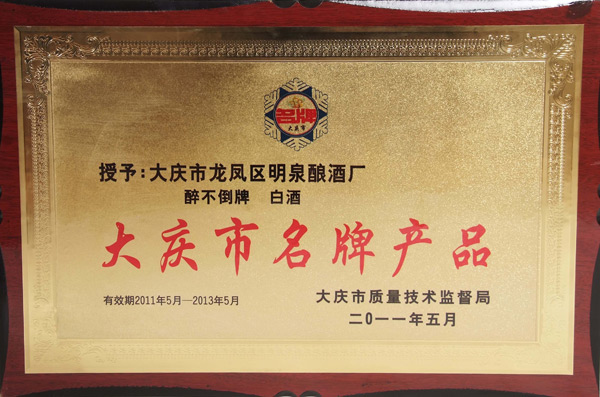 名牌
大庆市
授予:大庆市龙凤区明泉酿酒厂
醉不倒牌 白酒
大庆市名牌产品
有效期2011年5月—2013年5月
大庆市质量技术监督局
二0一一年五月